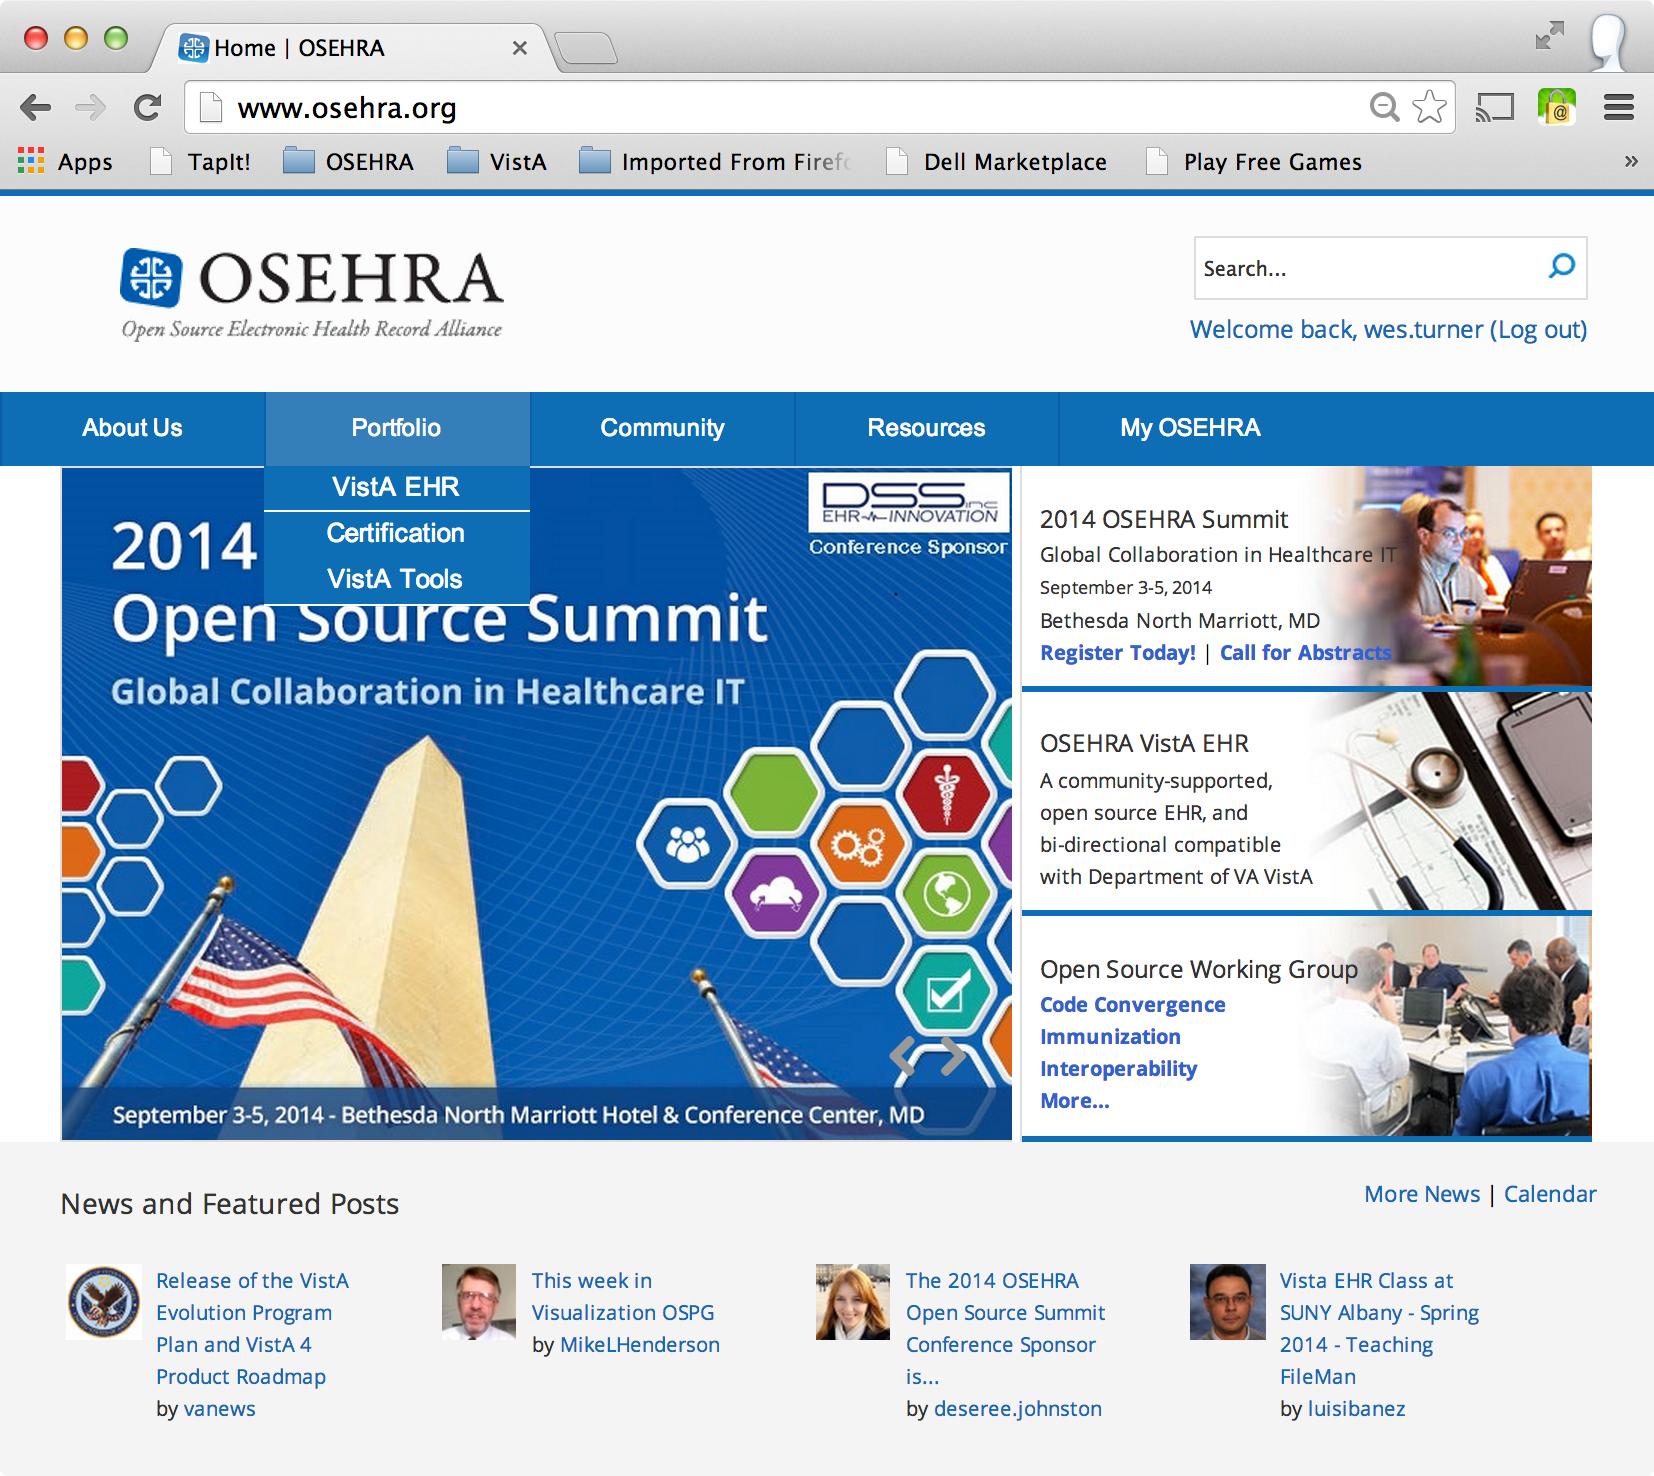 Home | OSEHRA
www.osehra.org
Apps
TapIt!
OSEHRA
VistA
Imported From Firefo
Dell Marketplace
Play Free Games
»
OSEHRA
Open Source Electronic Health Record Alliance
Search...
Welcome back, wes.turner (Log out)
About Us
Portfolio
Community
Resources
My OSEHRA
VistA EHR
Certification
VistA Tools
2014
Open Source Summit
Global Collaboration in Healthcare IT
DSS inc
EHR INNOVATION
Conference Sponsor
September 3-5, 2014 - Bethesda North Marriott Hotel & Conference Center, MD
2014 OSEHRA Summit
Global Collaboration in Healthcare IT
September 3-5, 2014
Bethesda North Marriott, MD
Register Today! | Call for Abstracts
OSEHRA VistA EHR
A community-supported,
open source EHR, and
bi-directional compatible
with Department of VA VistA
Open Source Working Group
Code Convergence
Immunization
Interoperability
More...
News and Featured Posts
More News | Calendar
Release of the VistA
Evolution Program
Plan and VistA 4
Product Roadmap
by vanews
This week in
Visualization OSPG
by MikeLHenderson
The 2014 OSEHRA
Open Source Summit
Conference Sponsor
is...
by deseree.johnston
Vista EHR Class at
SUNY Albany - Spring
2014 - Teaching
FileMan
by luisibanez